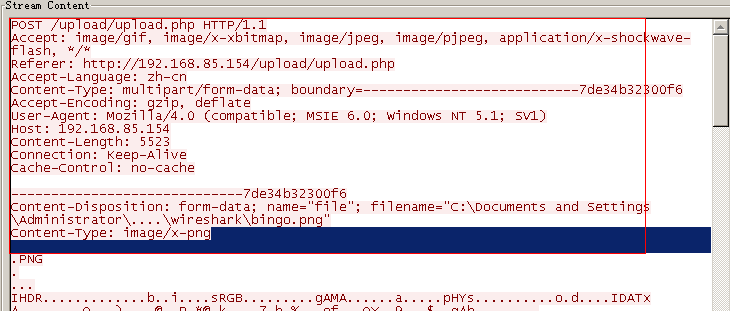 Stream Content
POST /upload/upload.php HTTP/1.1
Accept: image/gif, image/x-xbitmap, image/jpeg, image/pjpeg, application/x-shockwave-
flash, */*
Referer: http://192.168.85.154/upload/upload.php
Accept-Language: zh-cn
Content-Type: multipart/form-data; boundary=---------------------------7de34b32300f6
Accept-Encoding: gzip, deflate
User-Agent: Mozilla/4.0 (compatible; MSIE 6.0; Windows NT 5.1; SV1)
Host: 192.168.85.154
Content-Length: 5523
Connection: Keep-Alive
Cache-Control: no-cache
-----------------------------7de34b32300f6
Content-Disposition: form-data; name="file"; filename="C:\Documents and Settings
\Administrator\....\wireshark\bingo.png"
Content-Type: image/x-png
.PNG
.
...
IHDR.............b..i....sRGB.........gAMA......a.....pHYs..........o.d....IDATx